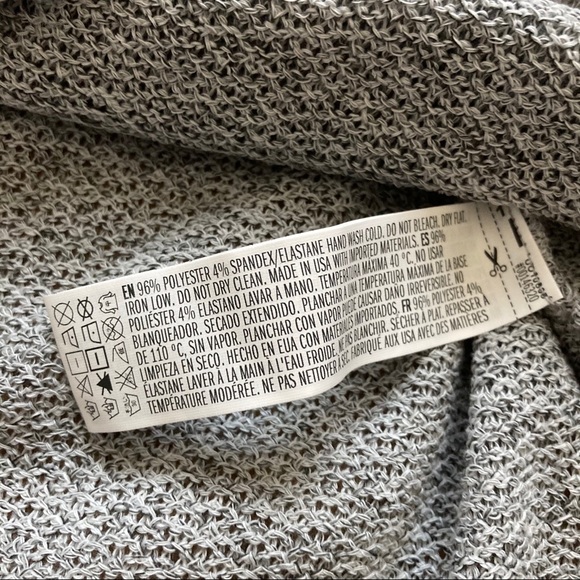 EN 96% POLYESTER 4% SPANDEX/ELASTANE HAND WASH COLD. DO NOT BLEACH. DRY FLAT.
IRON LOW. DO NOT DRY CLEAN. MADE IN USA WITH IMPORTED MATERIALS. ES 96%
POLIÉSTER 4% ELASTANO LAVAR A MANO. TEMPERATURA MÁXIMA 40 °C, NO USAR
BLANQUEADOR. SECADO EXTENDIDO. PLANCHAR A UNA TEMPERATURA MÁXIMA DE LA BASE
DE 110 °C, SIN VAPOR. PLANCHAR CON VAPOR PUEDE CAUSAR DAÑO IRREVERSIBLE. NO
LIMPIEZA EN SECO. HECHO EN EUA CON MATERIALES IMPORTADOS. FR 96% POLYESTER 4%
ELASTANE LAVER À LA MAIN À L'EAU FROIDE. NE PAS BLANCHIR. SÉCHER À PLAT. REPASSER À
TEMPÉRATURE MODÉRÉE. NE PAS NETTOYER À SEC FABRIQUE AUX USA AVEC DES MATIÈRES